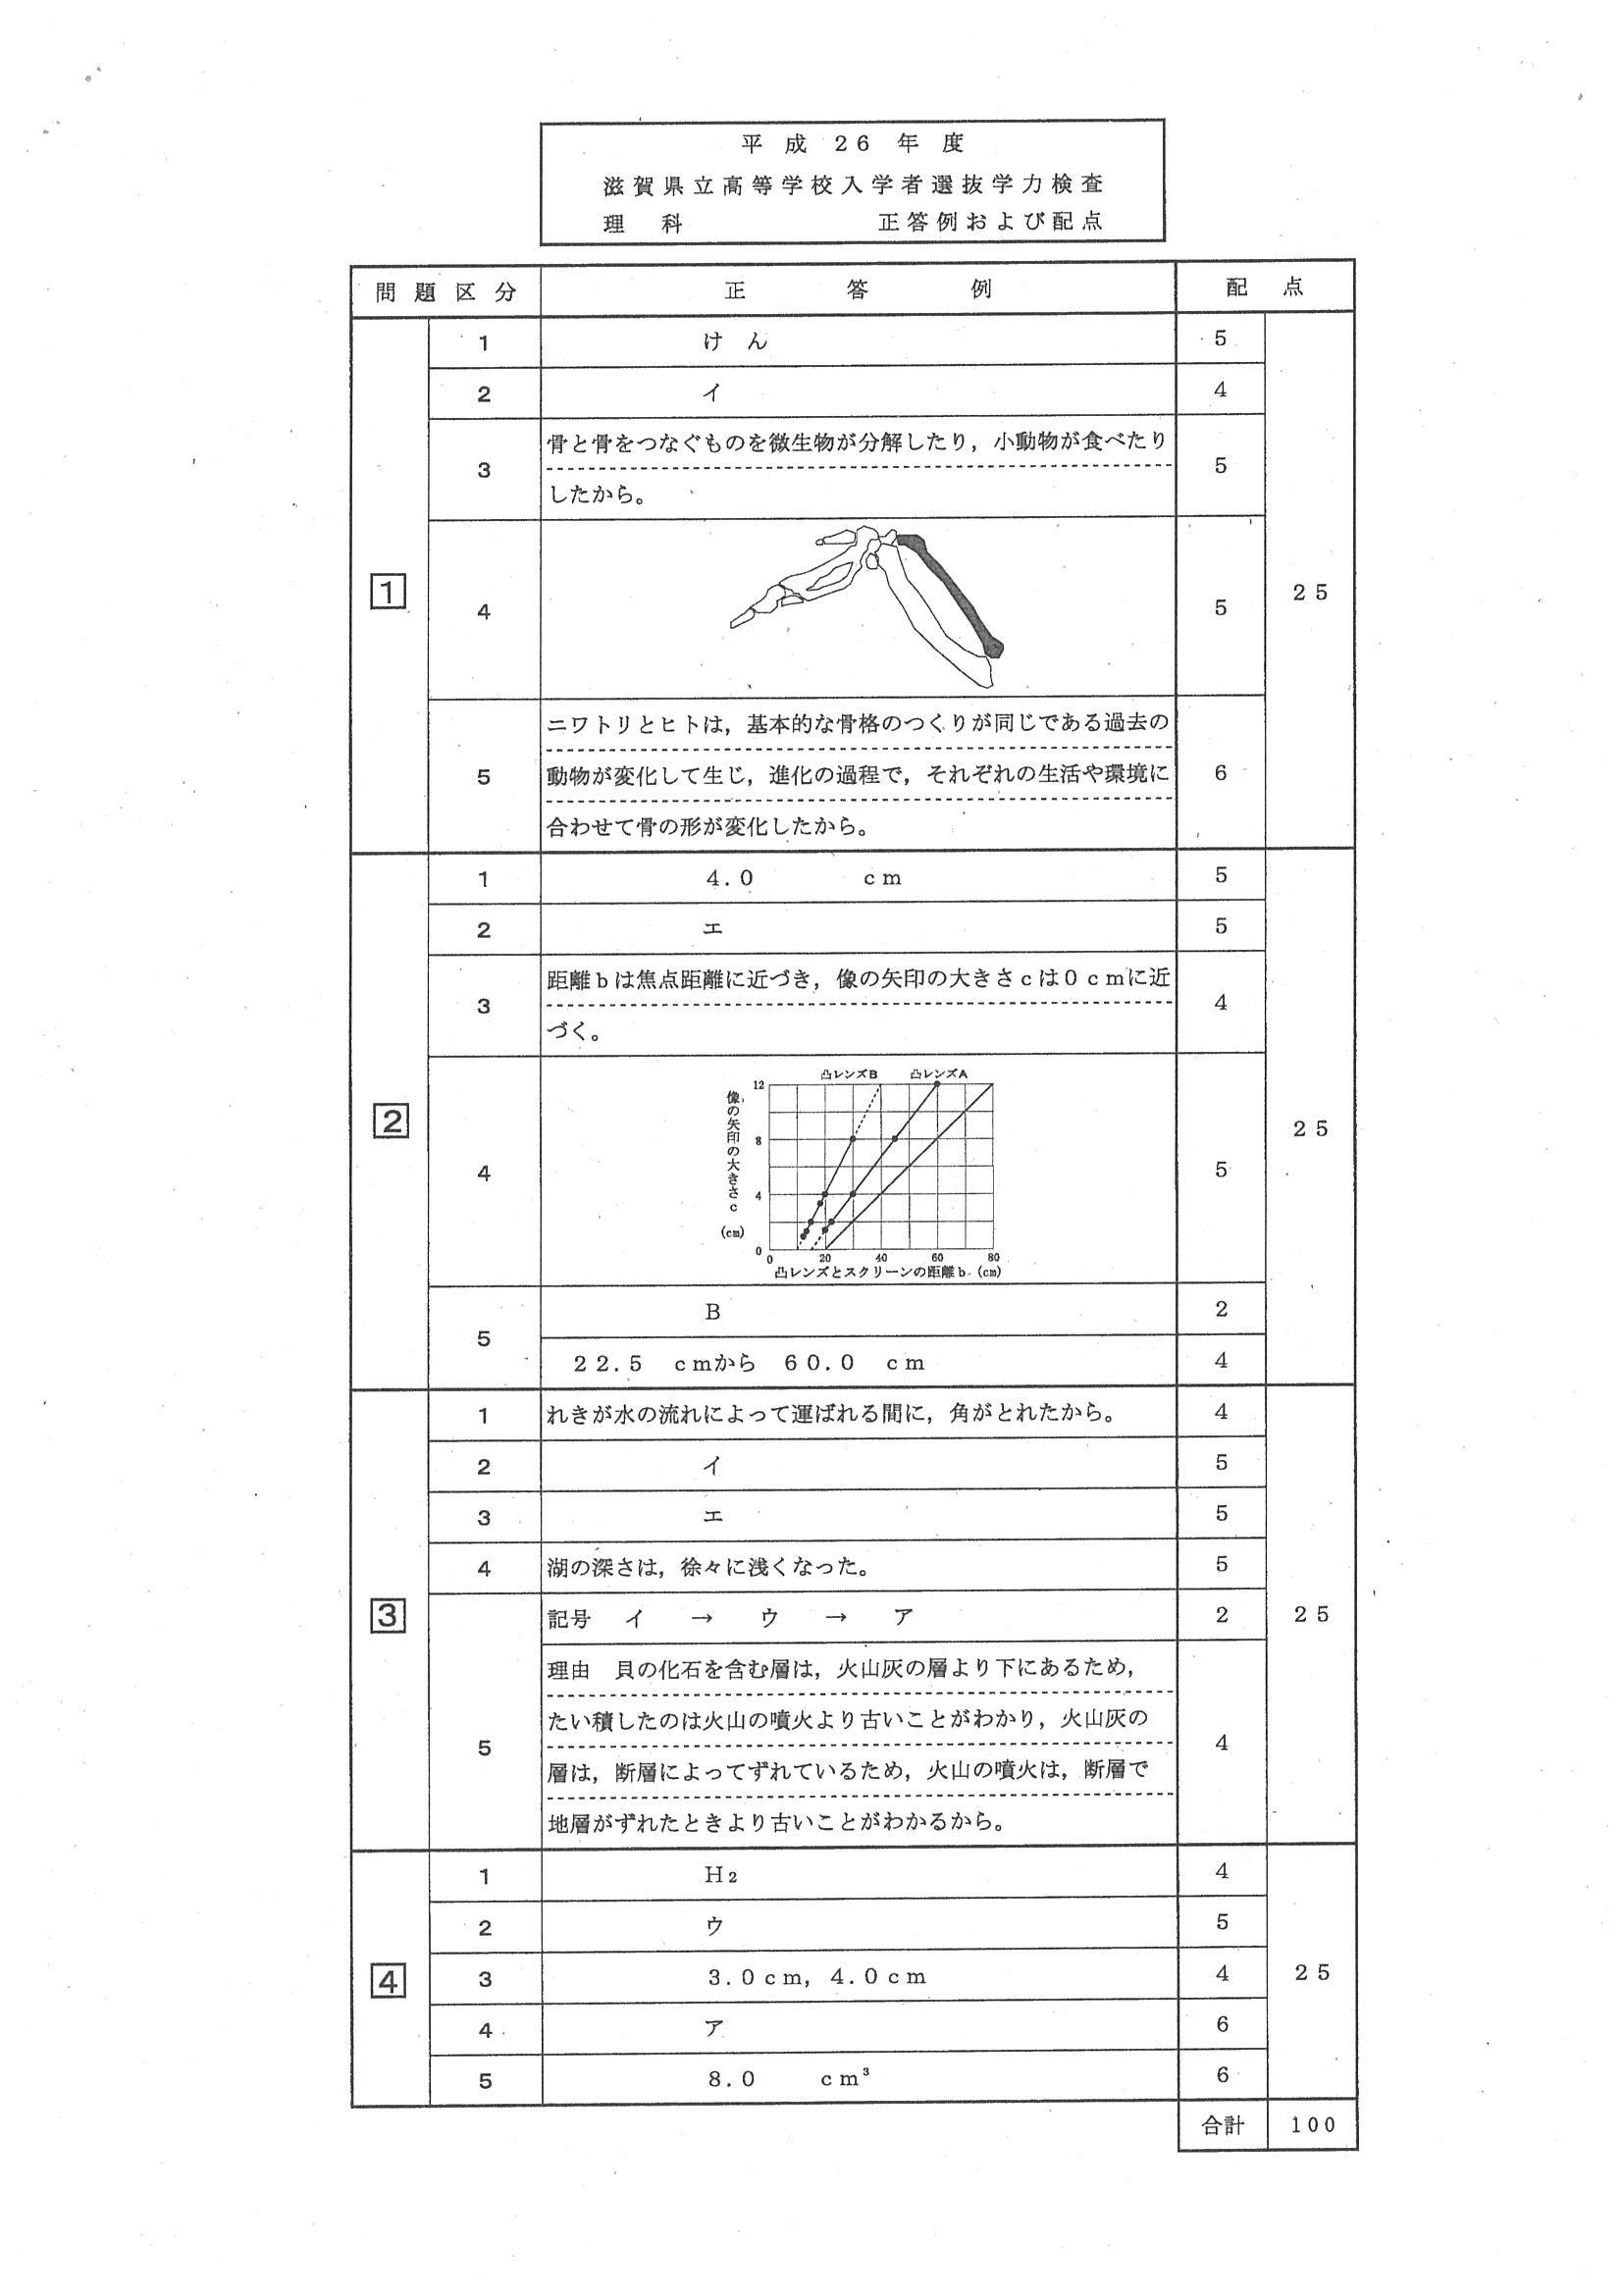 平成26年度
滋賀県立高等学校入学者選抜学力検査
理科 正答例および配点
問題区分 正答例 配点
1
1 けん 5
2 イ 4
3 骨と骨をつなぐものを微生物が分解したり，小動物が食べたり
したから。 5
4 5
25
5 ニワトリとヒトは，基本的な骨格のつくりが同じである過去の
動物が変化して生じ，進化の過程で，それぞれの生活や環境に
合わせて骨の形が変化したから。 6
2
1 4.0 cm 5
2 エ 5
3 距離ｂは焦点距離に近づき，像の矢印の大きさｃは０ｃｍに近
づく。 4
4 5
凸レンズB 凸レンズA
像の矢印の大きさc (cm)
12
8
4
0
0 20 40 60 80
凸レンズとスクリーンの距離b (cm)
25
5 B 2
22.5 cmから 60.0 cm 4
3
1 れきが水の流れによって運ばれる間に，角がとれたから。 4
2 イ 5
3 エ 5
4 湖の深さは，徐々に浅くなった。 5
5 記号 イ → ウ → ア 2
25
理由 貝の化石を含む層は，火山灰の層より下にあるため，
たい積したのは火山の噴火より古いことがわかり，火山灰の
層は，断層によってずれているため，火山の噴火は，断層で
地層がずれたときより古いことがわかるから。 4
4
1 H₂ 4
2 ウ 5
3 3.0cm，4.0cm 4
25
4 ア 6
5 8.0 cm³ 6
合計 100